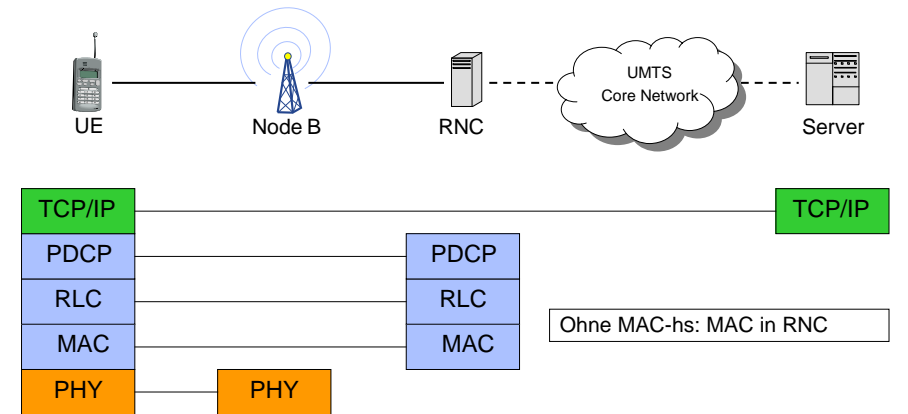 UMTS
Core Network
UE
Node B
RNC
Server
TCP/IP
TCP/IP
PDCP
PDCP
RLC
RLC
Ohne MAC-hs: MAC in RNC
MAC
MAC
PHY
PHY